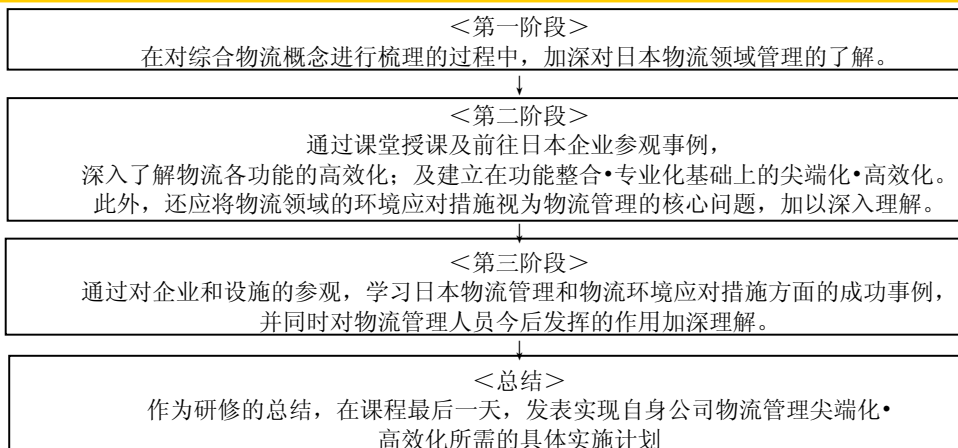 ＜第一阶段＞
在对综合物流概念进行梳理的过程中，加深对日本物流领域管理的了解。
↓
＜第二阶段＞
通过课堂授课及前往日本企业参观事例，
深入了解物流各功能的高效化；及建立在功能整合•专业化基础上的尖端化•高效化。
此外，还应将物流领域的环境应对措施视为物流管理的核心问题，加以深入理解。
↓
＜第三阶段＞
通过对企业和设施的参观，学习日本物流管理和物流环境应对措施方面的成功事例，
并同时对物流管理人员今后发挥的作用加深理解。
↓
＜总结＞
作为研修的总结，在课程最后一天，发表实现自身公司物流管理尖端化•
高效化所需的具体实施计划